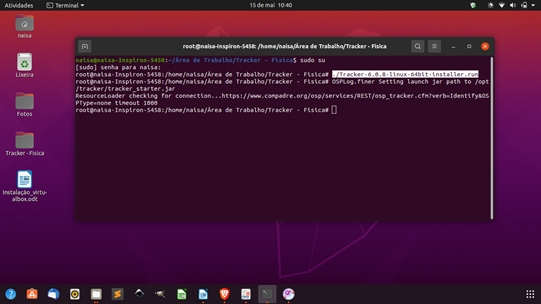 Atividades
Terminal
15 de mai 10:40
naisa
Lixeira
Fotos
Tracker - Física
instalação_virtu-
albox.odt
root@naisa-Inspiron-5458: /home/naisa/Área de Trabalho/Tracker - Física
naisa@naisa-Inspiron-5458:~/Área de Trabalho/Tracker - Física$ sudo su
[sudo] senha para naisa:
root@naisa-Inspiron-5458:/home/naisa/Área de Trabalho/Tracker - Física# ./Tracker-6.0.8-linux-64bit-installer.run
root@naisa-Inspiron-5458:/home/naisa/Área de Trabalho/Tracker - Física# OSPLog.finer Setting launch jar path to /opt
/tracker/tracker_starter.jar
ResourceLoader checking for connection...https://www.compadre.org/osp/services/REST/osp_tracker.cfm?verb=Identify&OS
PType=none timeout 1000
root@naisa-Inspiron-5458:/home/naisa/Área de Trabalho/Tracker - Física#